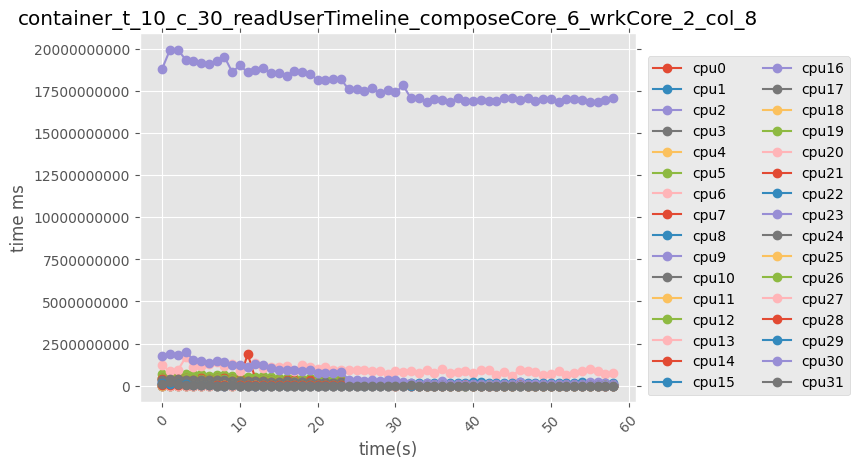 container_t_10_c_30_readUserTimeline_composeCore_6_wrkCore_2_col_8
20000000000
17500000000
15000000000
12500000000
10000000000
7500000000
5000000000
2500000000
0
time ms
0 10 20 30 40 50 60
time(s)
cpu0
cpu1
cpu2
cpu3
cpu4
cpu5
cpu6
cpu7
cpu8
cpu9
cpu10
cpu11
cpu12
cpu13
cpu14
cpu15
cpu16
cpu17
cpu18
cpu19
cpu20
cpu21
cpu22
cpu23
cpu24
cpu25
cpu26
cpu27
cpu28
cpu29
cpu30
cpu31